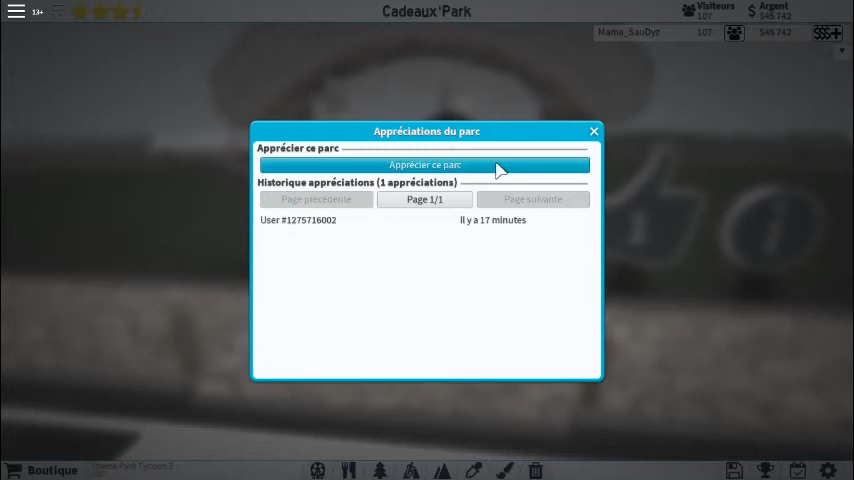 13+
Cadeaux'Park
Visiteurs
107
Argent
$45 742
Mama_SauDyz 107 $45 742
$$$+
Appréciations du parc
Apprécier ce parc
Apprécier ce parc
Historique appréciations (1 appréciations)
Page précédente Page 1/1 Page suivante
User #1275716002 Il y a 17 minutes
Boutique
Theme Park Tycoon 2